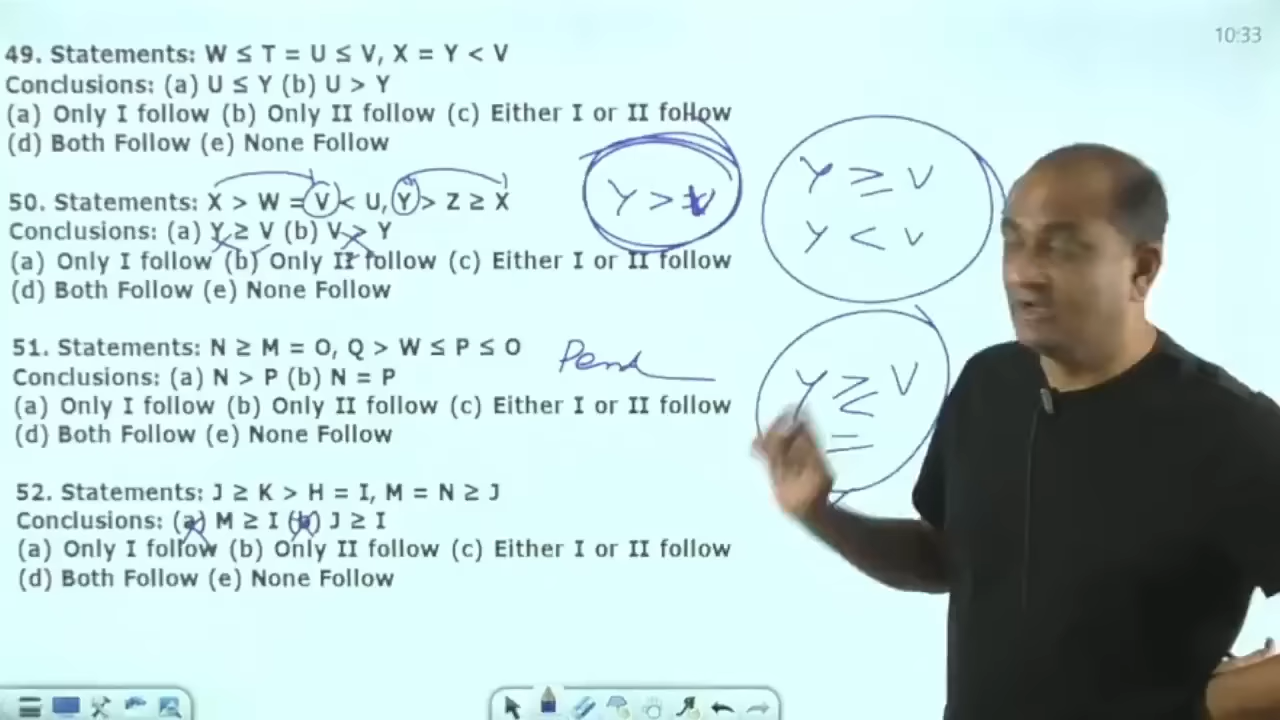 10:33
49. Statements: W ≤ T = U ≤ V, X = Y < V
Conclusions: (a) U ≤ Y (b) U > Y
(a) Only I follow (b) Only II follow (c) Either I or II follow
(d) Both Follow (e) None Follow
50. Statements: X > W = V < U, Y > Z ≥ X
Conclusions: (a) Y ≥ V (b) V > Y
(a) Only I follow (b) Only II follow (c) Either I or II follow
(d) Both Follow (e) None Follow
Y > V
Y ≥ V
Y < V
51. Statements: N ≥ M = O, Q > W ≤ P ≤ O
Conclusions: (a) N > P (b) N = P
(a) Only I follow (b) Only II follow (c) Either I or II follow
(d) Both Follow (e) None Follow
52. Statements: J ≥ K > H = I, M = N ≥ J
Conclusions: (a) M ≥ I (b) J ≥ I
(a) Only I follow (b) Only II follow (c) Either I or II follow
(d) Both Follow (e) None Follow